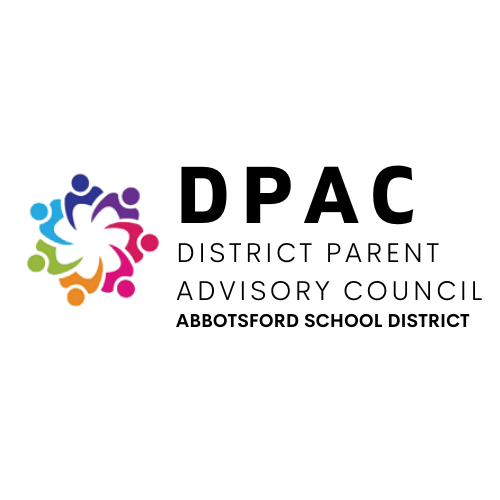 DPAC
DISTRICT PARENT
ADVISORY COUNCIL
ABBOTSFORD SCHOOL DISTRICT